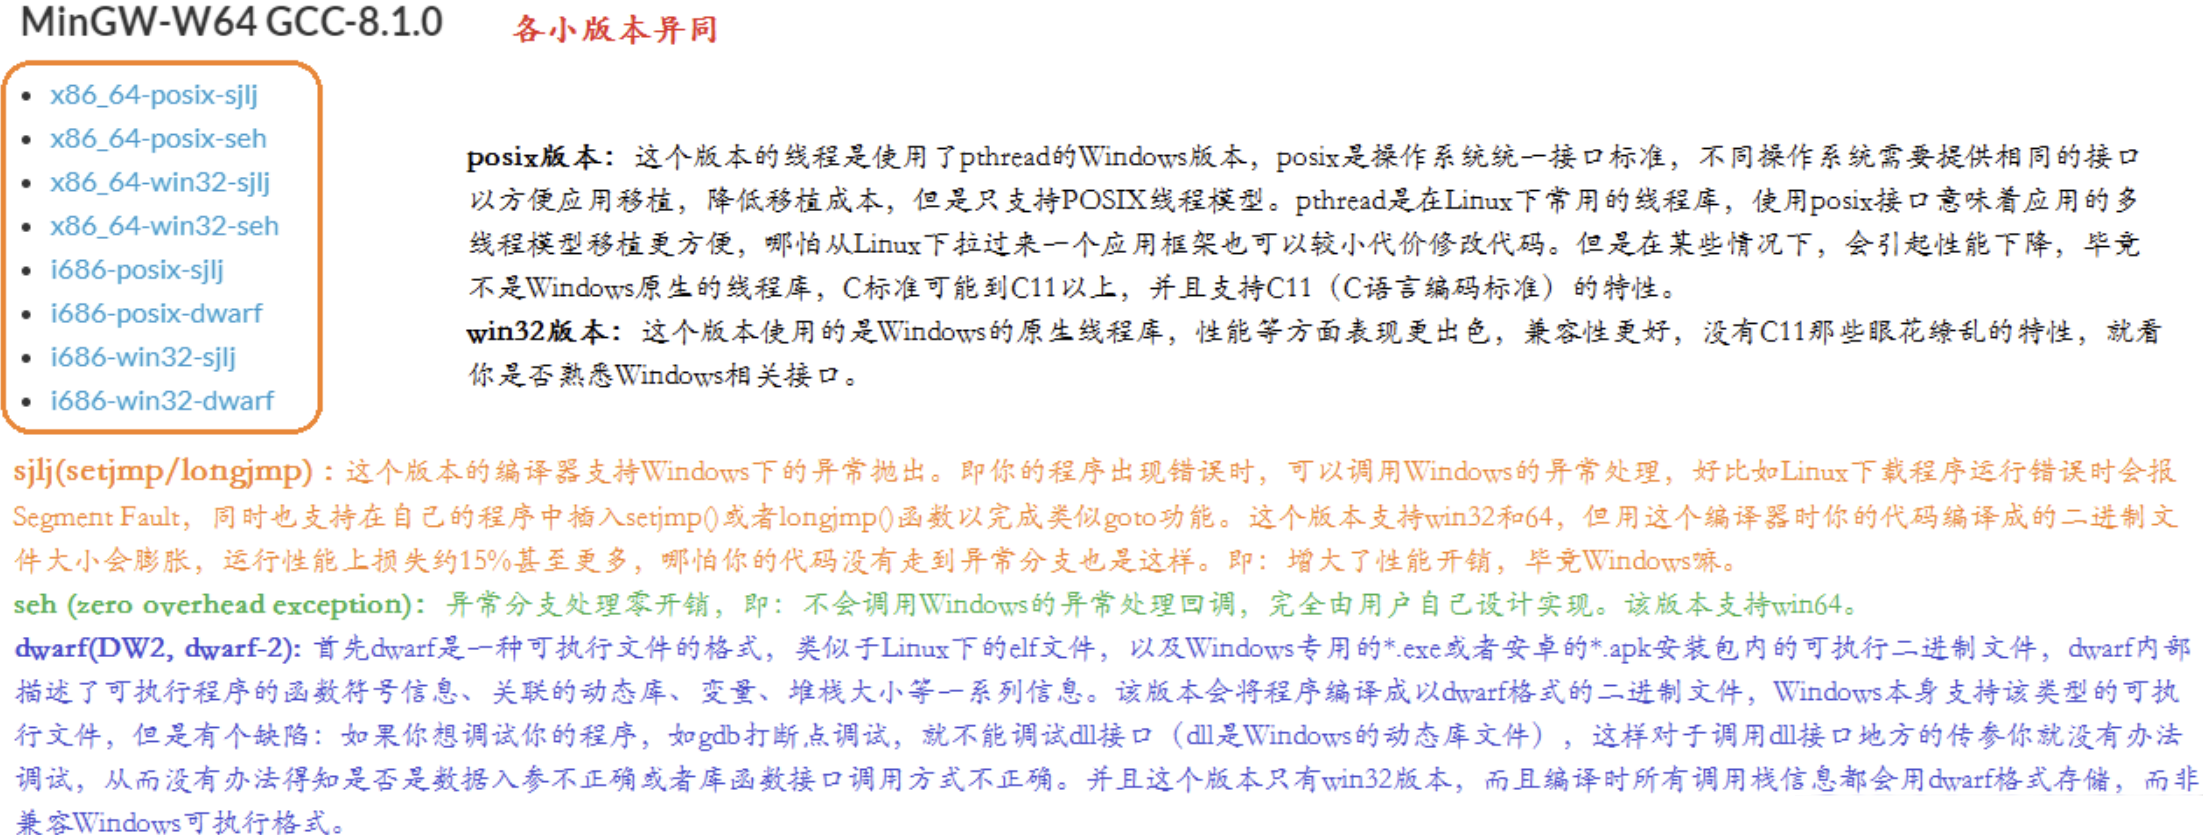 MinGW-W64 GCC-8.1.0 各小版本异同
• x86_64-posix-sjlj
• x86_64-posix-seh
• x86_64-win32-sjlj
• x86_64-win32-seh
• i686-posix-sjlj
• i686-posix-dwarf
• i686-win32-sjlj
• i686-win32-dwarf
posix版本：这个版本的线程是使用了pthread的Windows版本，posix是操作系统统一接口标准，不同操作系统需要提供相同的接口
以方便应用移植，降低移植成本，但是只支持POSIX线程模型。pthread是在Linux下常用的线程库，使用posix接口意味着应用的多
线程模型移植更方便，哪怕从Linux下拉过来一个应用框架也可以较小代价修改代码。但是在某些情况下，会引起性能下降，毕竟
不是Windows原生的线程库，C标准可能到C11以上，并且支持C11（C语言编码标准）的特性。
win32版本：这个版本使用的是Windows的原生线程库，性能等方面表现更出色，兼容性更好，没有C11那些眼花缭乱的特性，就看
你是否熟悉Windows相关接口。
sjlj(setjmp/longjmp)：这个版本的编译器支持Windows下的异常抛出。即你的程序出现错误时，可以调用Windows的异常处理，好比如Linux下载程序运行错误时会报
Segment Fault，同时也支持在自己的程序中插入setjmp()或者longjmp()函数以完成类似goto功能。这个版本支持win32和64，但用这个编译器时你的代码编译成的二进制文
件大小会膨胀，运行性能上损失约15%甚至更多，哪怕你的代码没有走到异常分支也是这样。即：增大了性能开销，毕竟Windows嘛。
seh (zero overhead exception)：异常分支处理零开销，即：不会调用Windows的异常处理回调，完全由用户自己设计实现。该版本支持win64。
dwarf(DW2, dwarf-2): 首先dwarf是一种可执行文件的格式，类似于Linux下的elf文件，以及Windows专用的*.exe或者安卓的*.apk安装包内的可执行二进制文件，dwarf内部
描述了可执行程序的函数符号信息、关联的动态库、变量、堆栈大小等一系列信息。该版本会将程序编译成以dwarf格式的二进制文件，Windows本身支持该类型的可执
行文件，但是有个缺陷：如果你想调试你的程序，如gdb打断点调试，就不能调试dll接口（dll是Windows的动态库文件），这样对于调用dll接口地方的传参你就没有办法
调试，从而没有办法得知是否是数据入参不正确或者库函数接口调用方式不正确。并且这个版本只有win32版本，而且编译时所有调用栈信息都会用dwarf格式存储，而非
兼容Windows可执行格式。